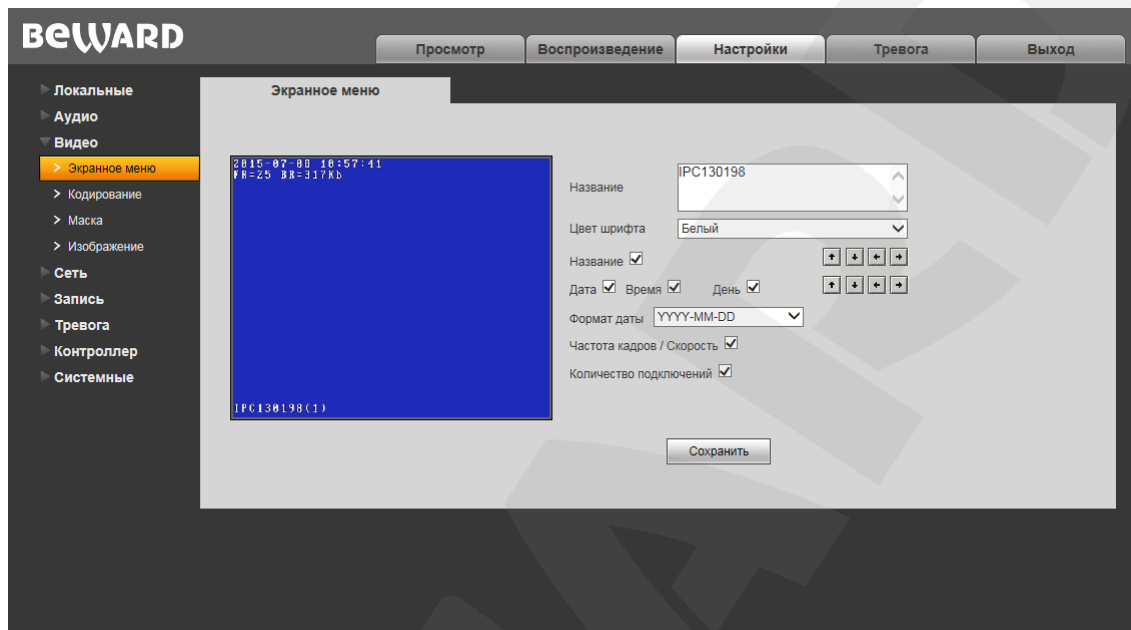 BEWARD
Просмотр Воспроизведение Настройки Тревога Выход
Локальные
Аудио
Видео
Экранное меню
Кодирование
Маска
Изображение
Сеть
Запись
Тревога
Контроллер
Системные
Экранное меню
2015-07-08 10:57:41
FR=25 BR=317Kb
IPC130198(1)
Название IPC130198
Цвет шрифта Белый
Название
Дата Время День
Формат даты YYYY-MM-DD
Частота кадров / Скорость
Количество подключений
Сохранить